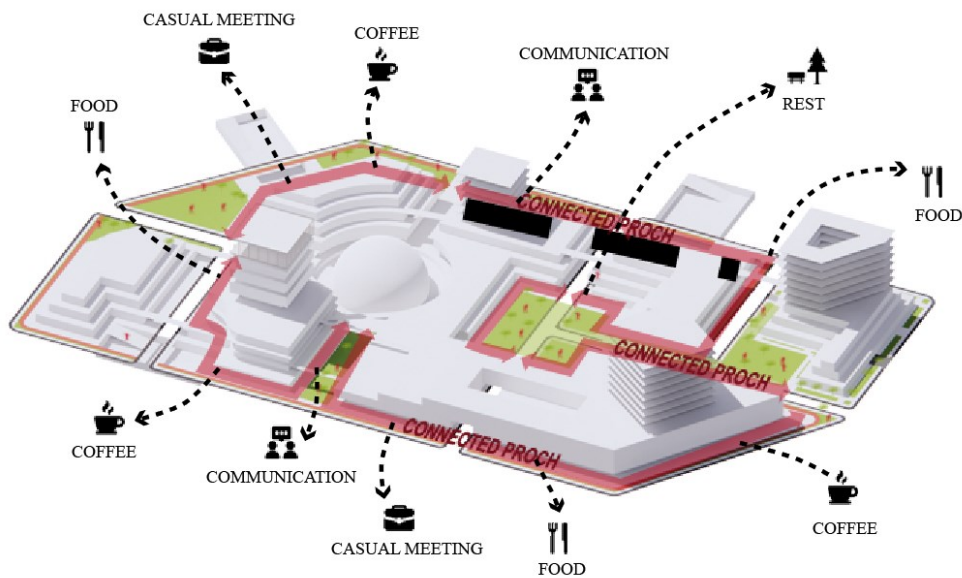 CASUAL MEETING
COFFEE
COMMUNICATION
REST
FOOD
FOOD
CONNECTED PROCH
CONNECTED PROCH
CONNECTED PROCH
COFFEE
COMMUNICATION
CASUAL MEETING
FOOD
COFFEE